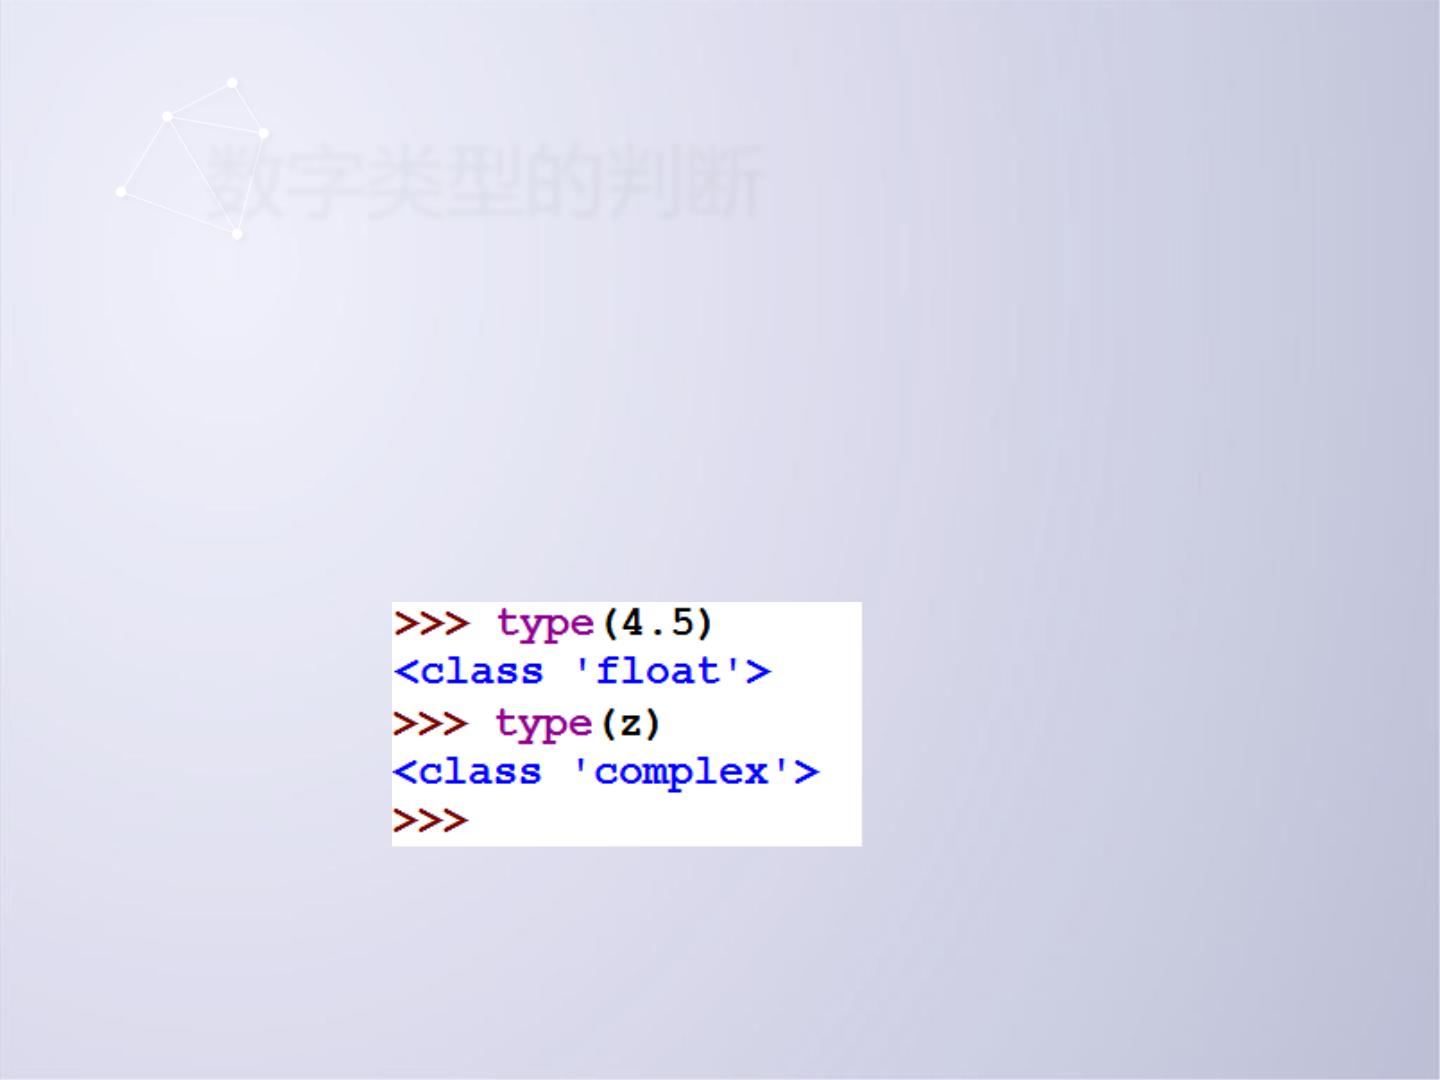 数字类型的判断
>>> type(4.5)
<class 'float'>
>>> type(z)
<class 'complex'>
>>>